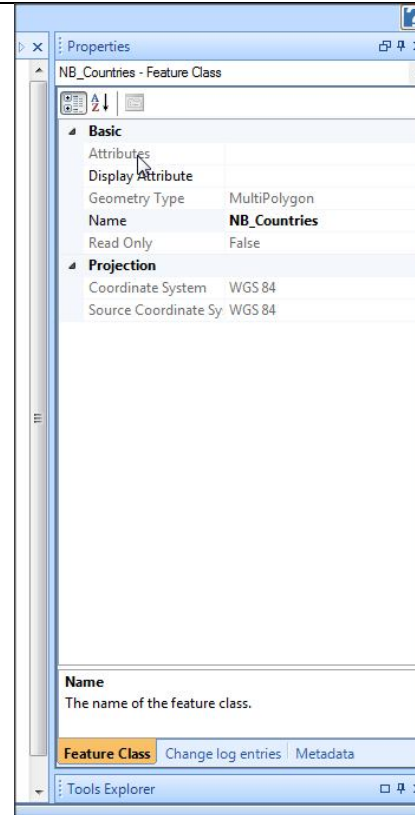 Properties
NB_Countries - Feature Class
Basic
Attributes
Display Attribute
Geometry Type MultiPolygon
Name NB_Countries
Read Only False
Projection
Coordinate System WGS 84
Source Coordinate Sy WGS 84
Name
The name of the feature class.
Feature Class Change log entries Metadata
Tools Explorer